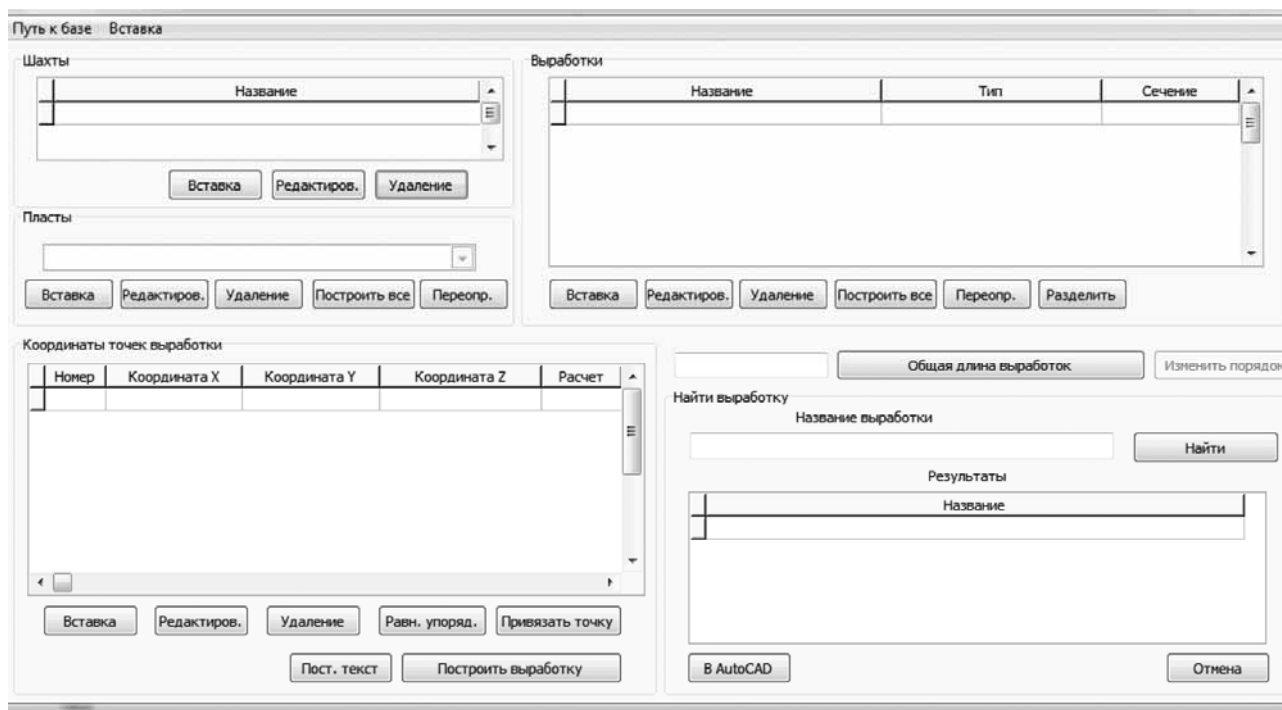 Путь к базе Вставка
Шахты
Название
Вставка Редактиров. Удаление
Пласты
Вставка Редактиров. Удаление Построить все Переопр.
Выработки
Название Тип Сечение
Вставка Редактиров. Удаление Построить все Переопр. Разделить
Координаты точек выработки
Номер Координата X Координата Y Координата Z Расчет
Вставка Редактиров. Удаление Равн. упоряд. Привязать точку
Пост. текст Построить выработку
Общая длина выработок Изменить порядок
Найти выработку
Название выработки
Найти
Результаты
Название
В AutoCAD Отмена